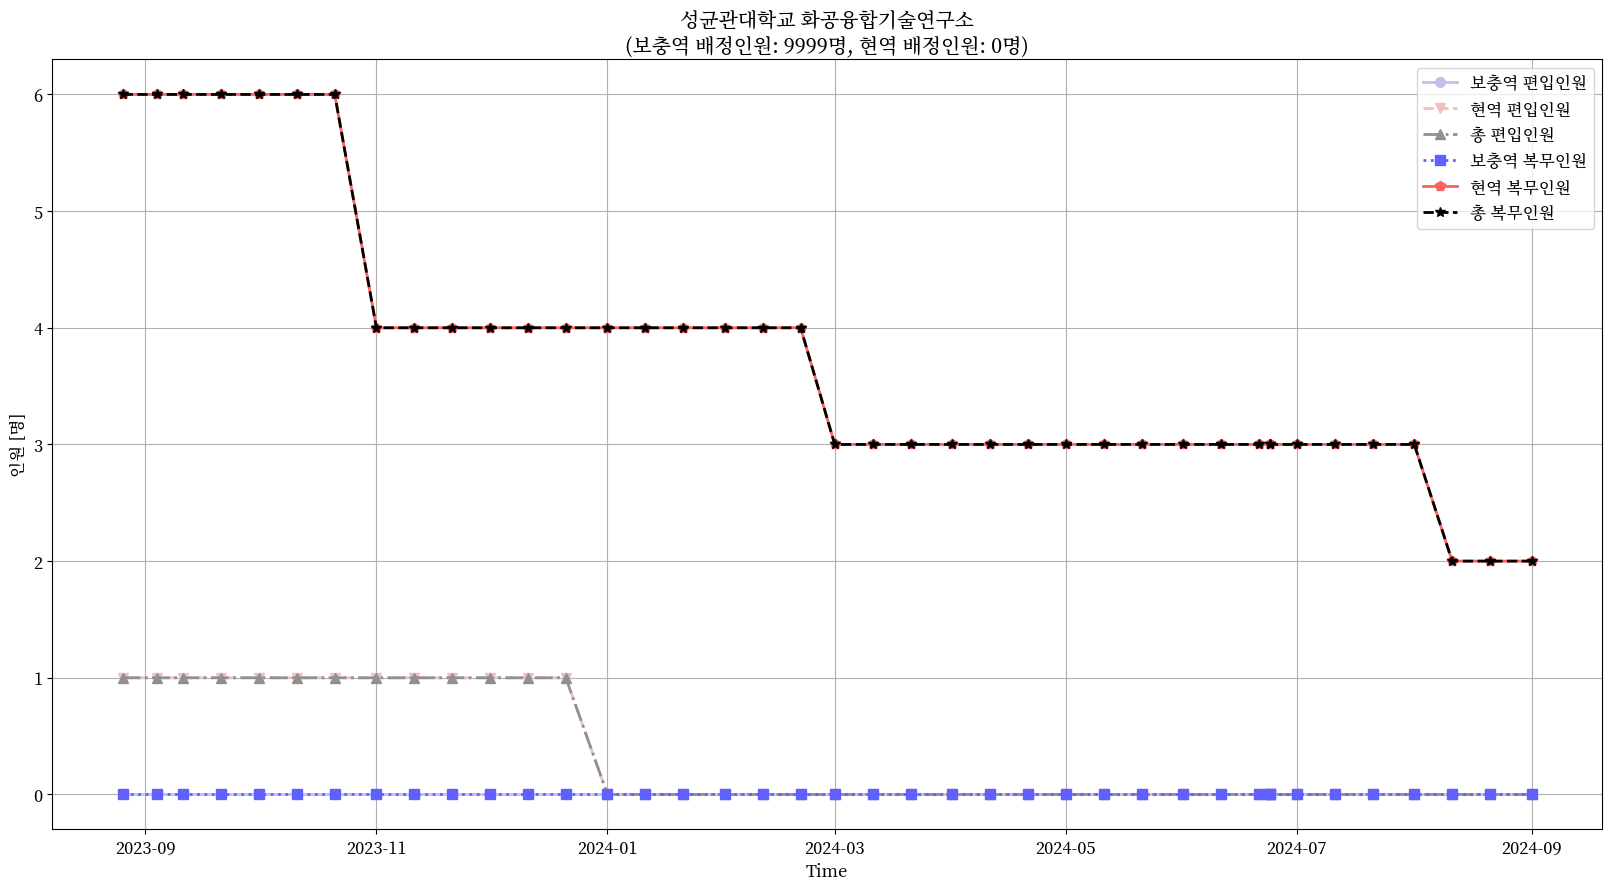 성균관대학교 화공융합기술연구소
(보충역 배정인원: 9999명, 현역 배정인원: 0명)
보충역 편입인원
현역 편입인원
총 편입인원
보충역 복무인원
현역 복무인원
총 복무인원
인원 [명]
6
5
4
3
2
1
0
2023-09
2023-11
2024-01
2024-03
2024-05
2024-07
2024-09
Time